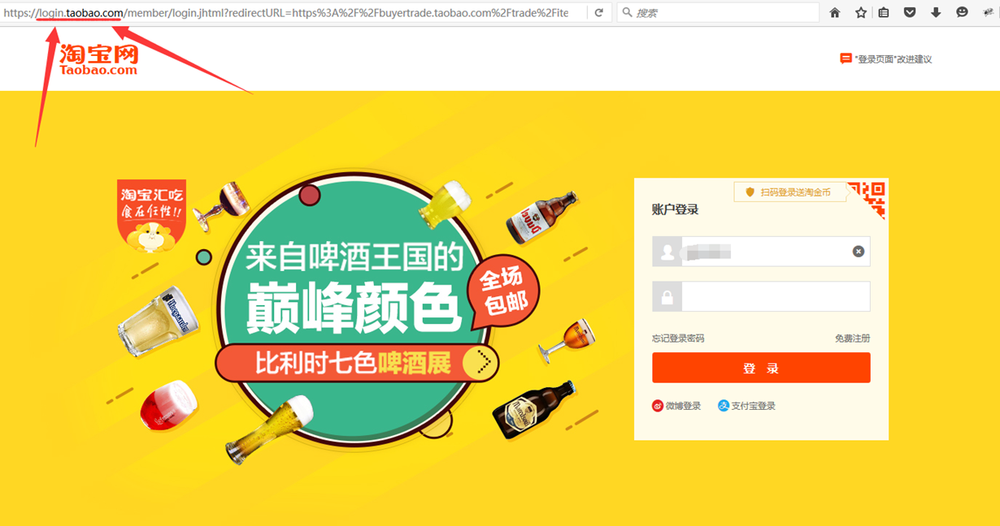 https://login.taobao.com/member/login.jhtml?redirectURL=https%3A%2F%2Fbuyertrade.taobao.com%2Ftrade%2Fite
搜索
淘宝网
Taobao.com
"登录页面"改进建议
淘宝汇吃
食在任性!!
来自啤酒王国的
巅峰颜色
全场
包邮
比利时七色啤酒展
Duvel
Hoegaarden
扫码登录送淘金币
账户登录
忘记登录密码
免费注册
登 录
微博登录
支付宝登录